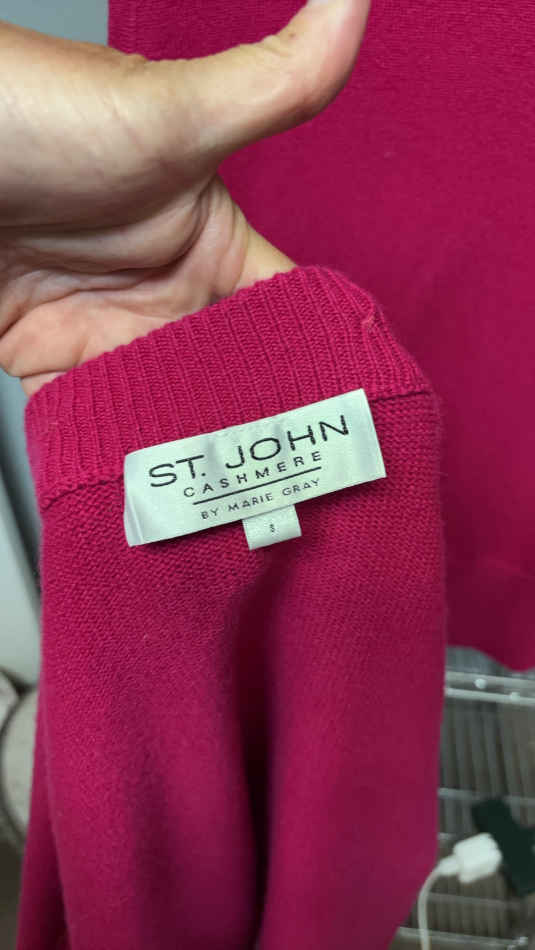 ST. JOHN
CASHMERE
BY MARIE GRAY
S